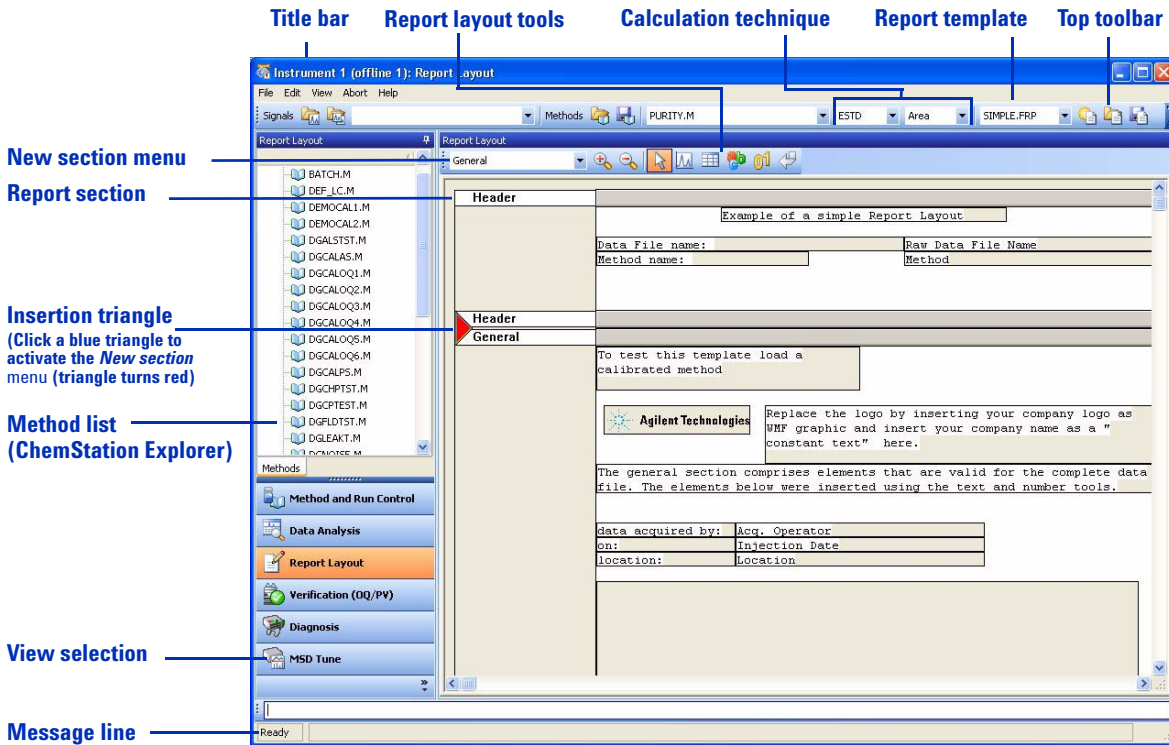 Title bar
Report layout tools
Calculation technique
Report template
Top toolbar
Instrument 1 (offline 1): Report Layout
File Edit View Abort Help
Signals
Methods
PURITY.M
ESTD
Area
SIMPLE.FRP
Report Layout
Report Layout
New section menu
General
Report section
BATCH.M
DEF_LC.M
DEMOCAL1.M
DEMOCAL2.M
DGALSTST.M
DGCALAS.M
DGCALOQ1.M
DGCALOQ2.M
DGCALOQ3.M
DGCALOQ4.M
DGCALOQ5.M
DGCALOQ6.M
DGCALPS.M
DGCHPTST.M
DGCPTEST.M
DGFLDTST.M
DGLEAKT.M
DGNOISE.M
Methods
Header
Example of a simple Report Layout
Data File name: Raw Data File Name
Method name: Method
Insertion triangle
(Click a blue triangle to
activate the New section
menu (triangle turns red)
Header
General
To test this template load a
calibrated method
Agilent Technologies
Replace the logo by inserting your company logo as
WMF graphic and insert your company name as a "
constant text" here.
Method list
(ChemStation Explorer)
The general section comprises elements that are valid for the complete data
file. The elements below were inserted using the text and number tools.
data acquired by: Acq. Operator
on: Injection Date
location: Location
Method and Run Control
Data Analysis
Report Layout
Verification (OQ/PV)
Diagnosis
View selection
MSD Tune
Message line
Ready